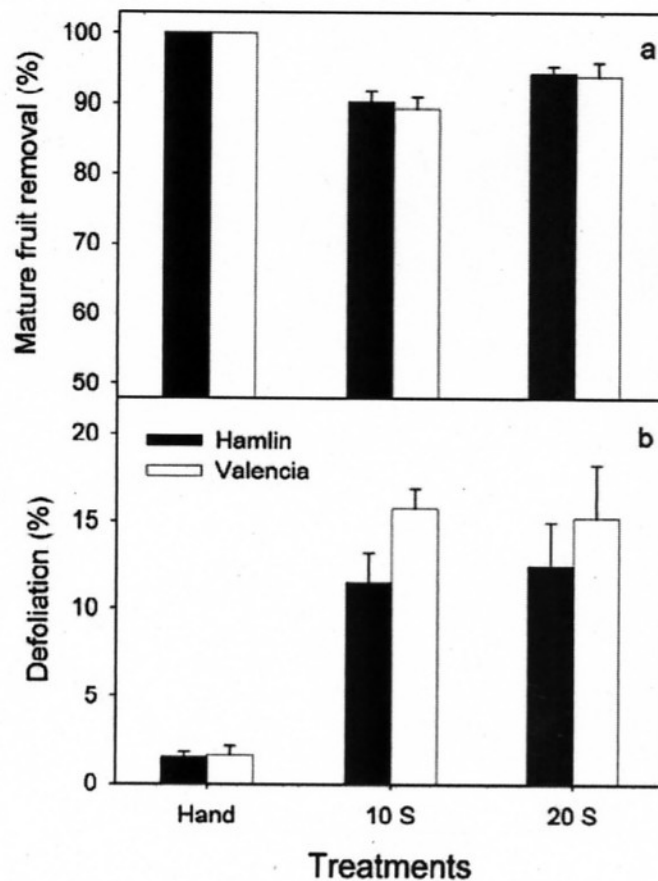 100
a
90
80
70
60
50
Mature fruit removal (%)
20
Hamlin
b
Valencia
15
10
5
0
Defoliation (%)
Hand 10 S 20 S
Treatments